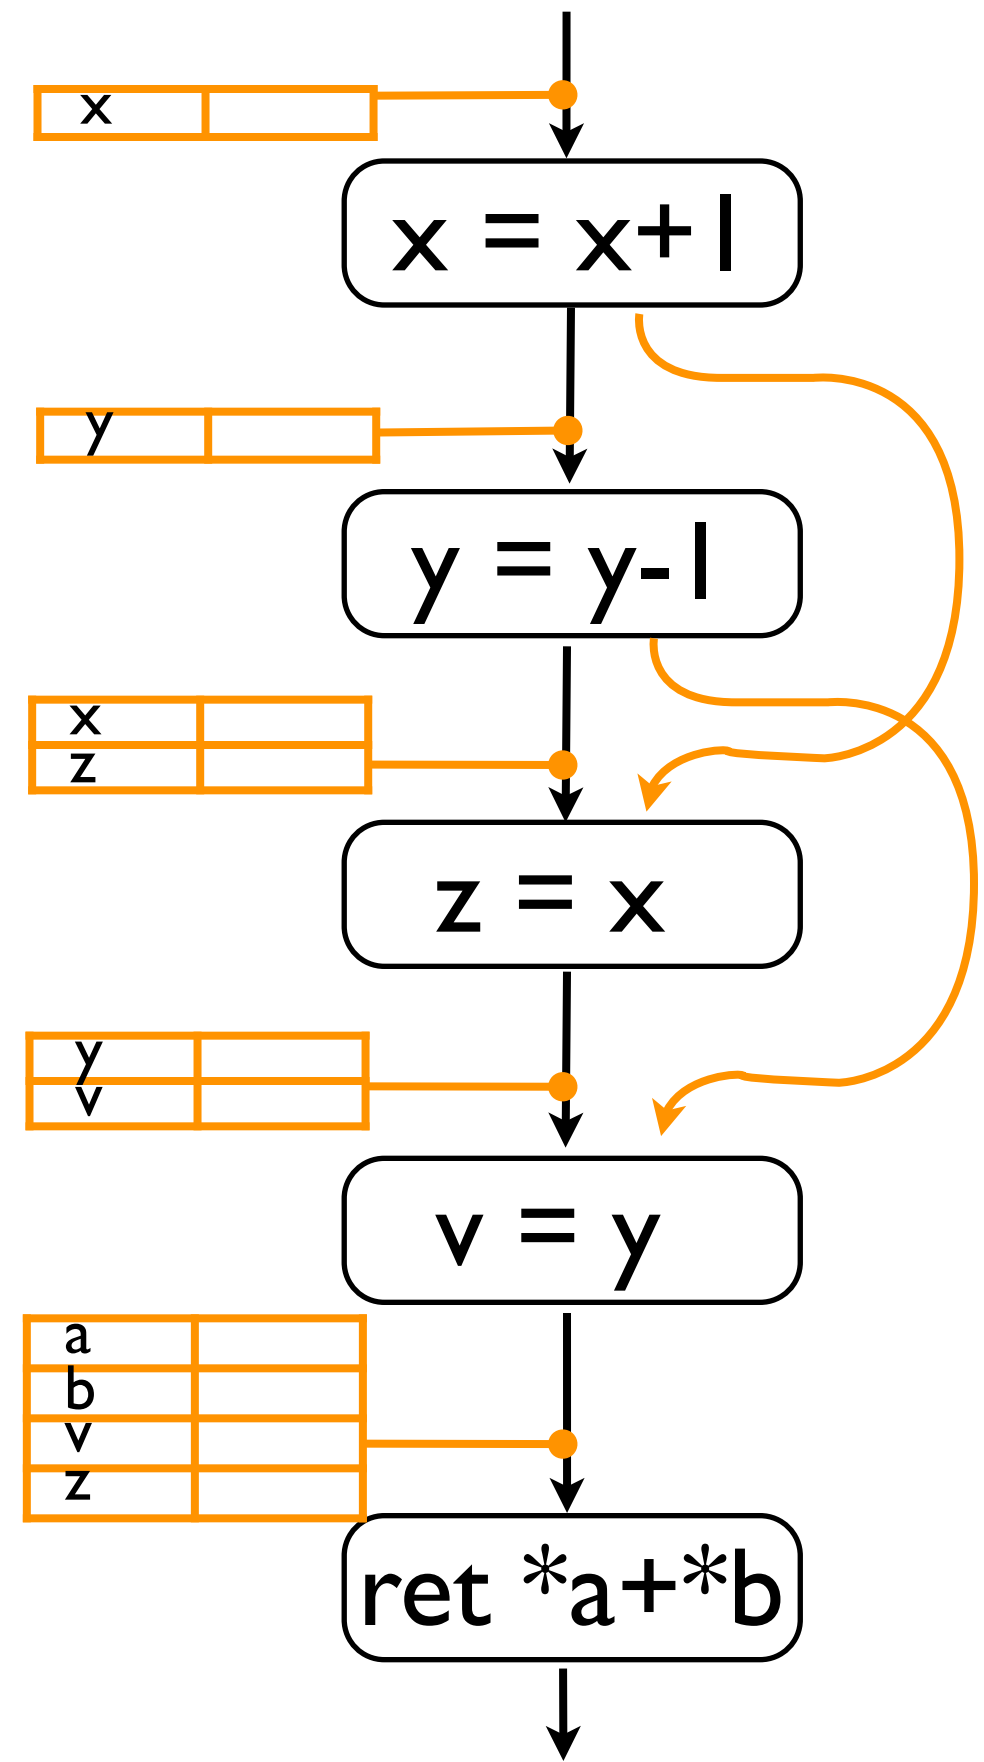 x
x = x+1
y
y = y-1
x
z
z = x
y
v
v = y
a
b
v
z
ret *a+*b